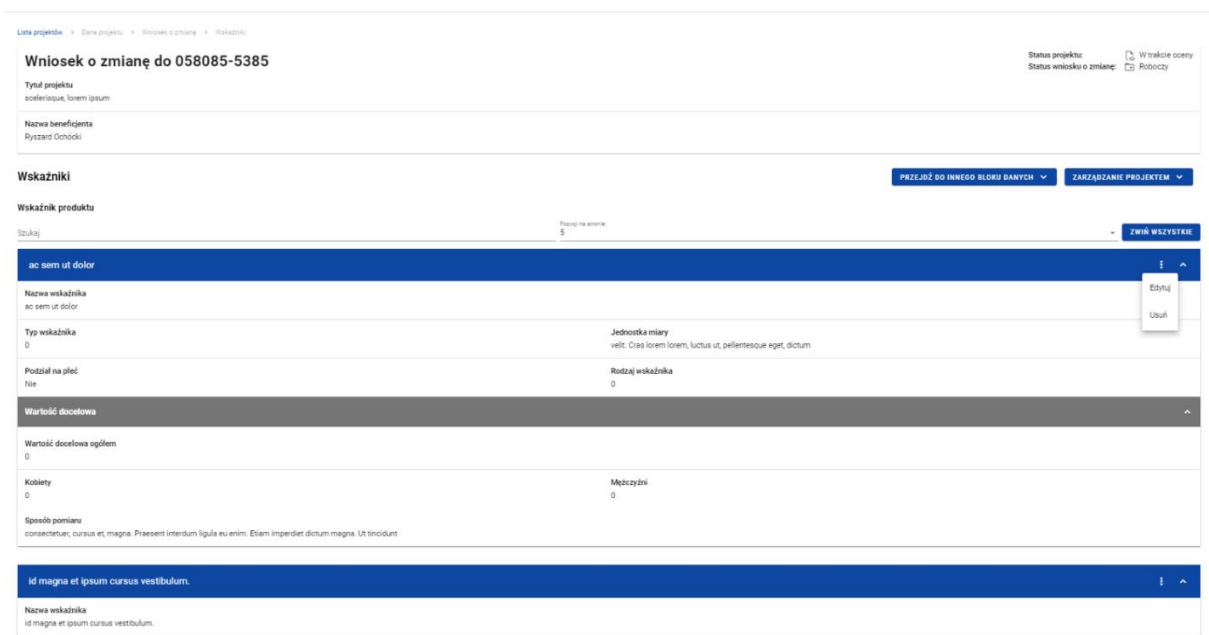 Lista projektów > Dane projektu > Wniosek o zmianę > Wskaźniki
Wniosek o zmianę do 058085-5385
Status projektu: W trakcie oceny
Status wniosku o zmianę: Roboczy
Tytuł projektu
scelerisque, lorem ipsum
Nazwa beneficjenta
Ryszard Ochódzki
Wskaźniki
PRZEJDŹ DO INNEGO BLOKU DANYCH
ZARZĄDZANIE PROJEKTEM
Wskaźnik produktu
Szukaj
Pozycji na stronie
5
ZWIŃ WSZYSTKIE
ac sem ut dolor
Edytuj
Usuń
Nazwa wskaźnika
ac sem ut dolor
Typ wskaźnika
0
Jednostka miary
velit. Cras lorem lorem, luctus ut, pellentesque eget, dictum
Podział na płeć
Nie
Rodzaj wskaźnika
0
Wartość docelowa
Wartość docelowa ogółem
0
Kobiety
0
Mężczyźni
0
Sposób pomiaru
consectetuer, cursus et, magna. Praesent interdum ligula eu enim. Etiam imperdiet dictum magna. Ut tincidunt
id magna et ipsum cursus vestibulum.
Nazwa wskaźnika
id magna et ipsum cursus vestibulum.